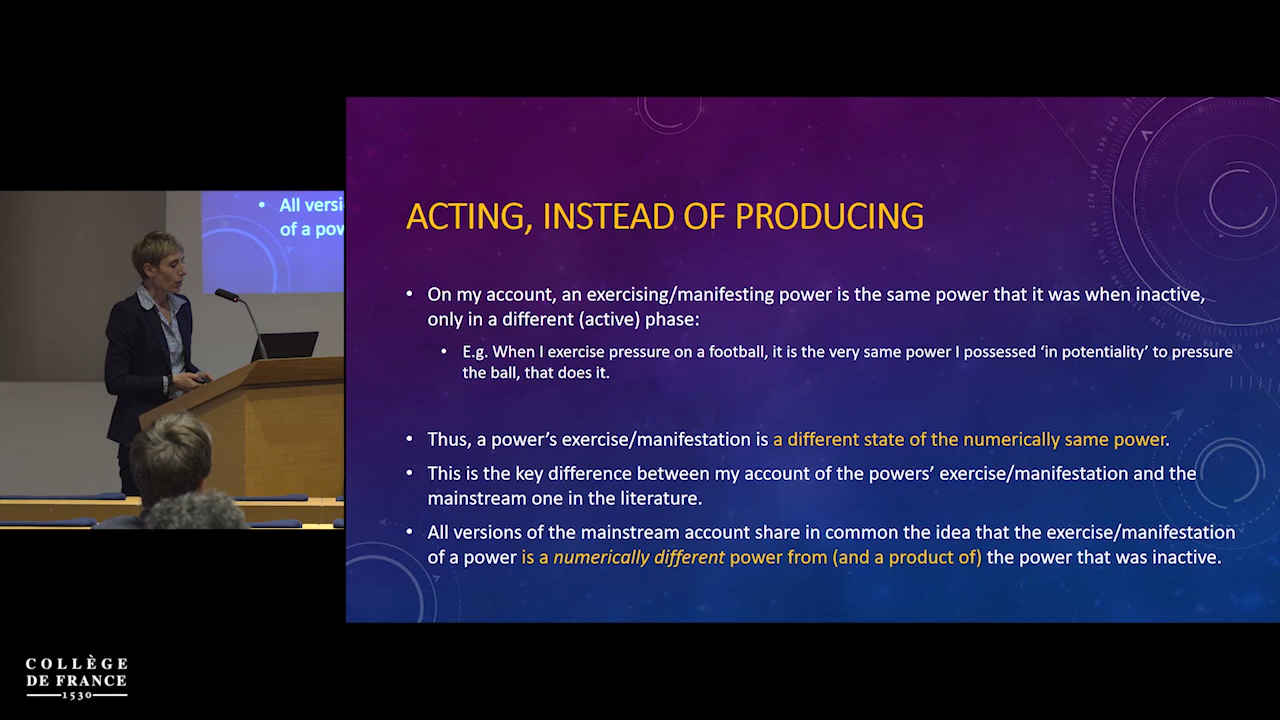 • All versi
of a pov
ACTING, INSTEAD OF PRODUCING
• On my account, an exercising/manifesting power is the same power that it was when inactive,
only in a different (active) phase:
• E.g. When I exercise pressure on a football, it is the very same power I possessed ‘in potentiality’ to pressure
the ball, that does it.
• Thus, a power’s exercise/manifestation is a different state of the numerically same power.
• This is the key difference between my account of the powers’ exercise/manifestation and the
mainstream one in the literature.
• All versions of the mainstream account share in common the idea that the exercise/manifestation
of a power is a numerically different power from (and a product of) the power that was inactive.
COLLÈGE
DE FRANCE
1530